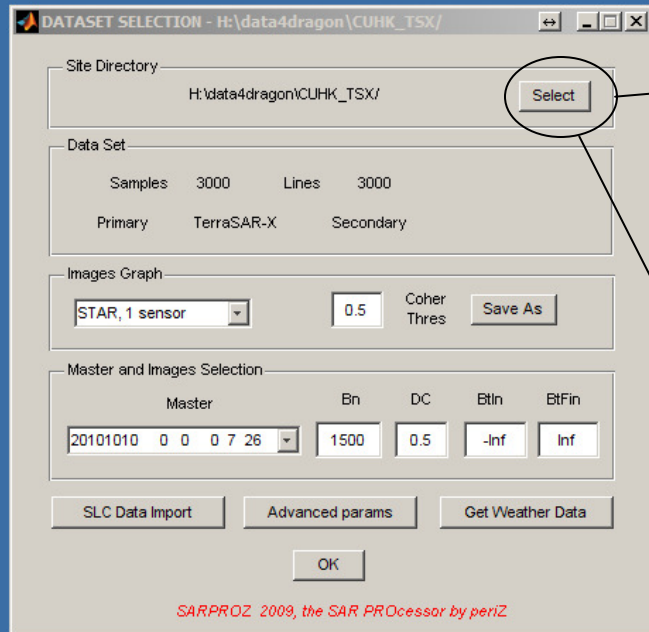 DATASET SELECTION - H:\data4dragon\CUHK_TSX/
Site Directory
H:\data4dragon\CUHK_TSX/ Select
Data Set
Samples 3000 Lines 3000
Primary TerraSAR-X Secondary
Images Graph
STAR, 1 sensor 0.5 Coher Thres Save As
Master and Images Selection
Master Bn DC BtIn BtFin
20101010 0 0 0 7 26 1500 0.5 -Inf Inf
SLC Data Import Advanced params Get Weather Data
OK
SARPROZ 2009, the SAR PROcessor by periZ